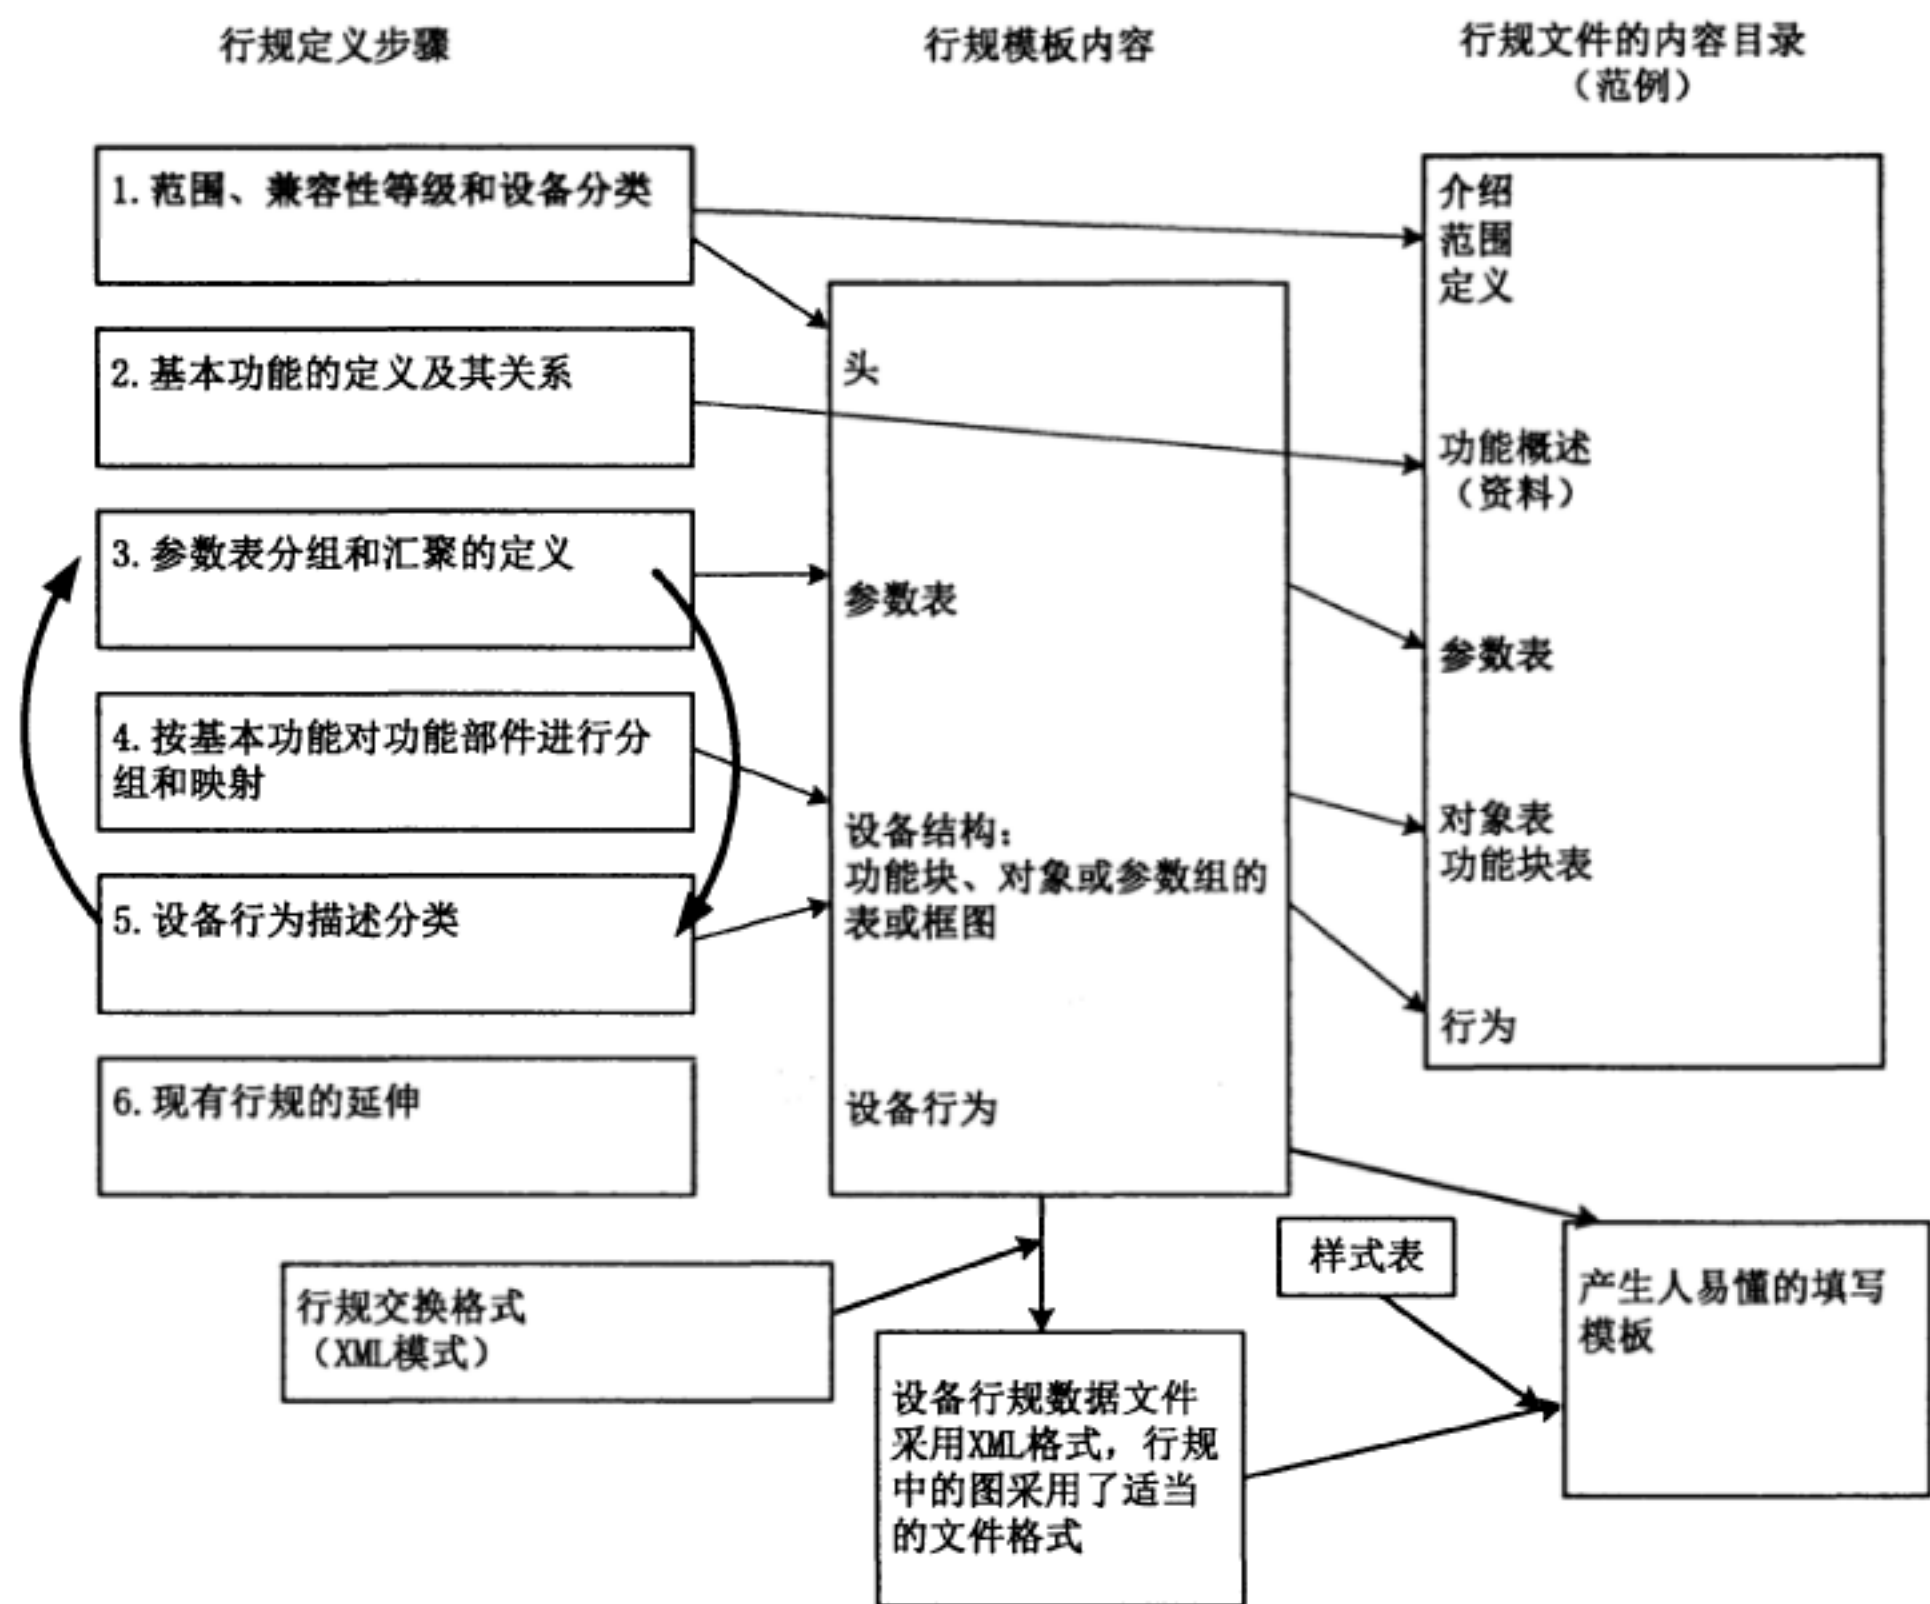 行规定义步骤
行规模板内容
行规文件的内容目录
（范例）
1.范围、兼容性等级和设备分类
2.基本功能的定义及其关系
3.参数表分组和汇聚的定义
4.按基本功能对功能部件进行分
组和映射
5.设备行为描述分类
6.现有行规的延伸
头
参数表
设备结构：
功能块、对象或参数组的
表或框图
设备行为
介绍
范围
定义
功能概述
（资料）
参数表
对象表
功能块表
行为
行规交换格式
（XML模式）
设备行规数据文件
采用XML格式，行规
中的图采用了适当
的文件格式
样式表
产生人易懂的填写
模板